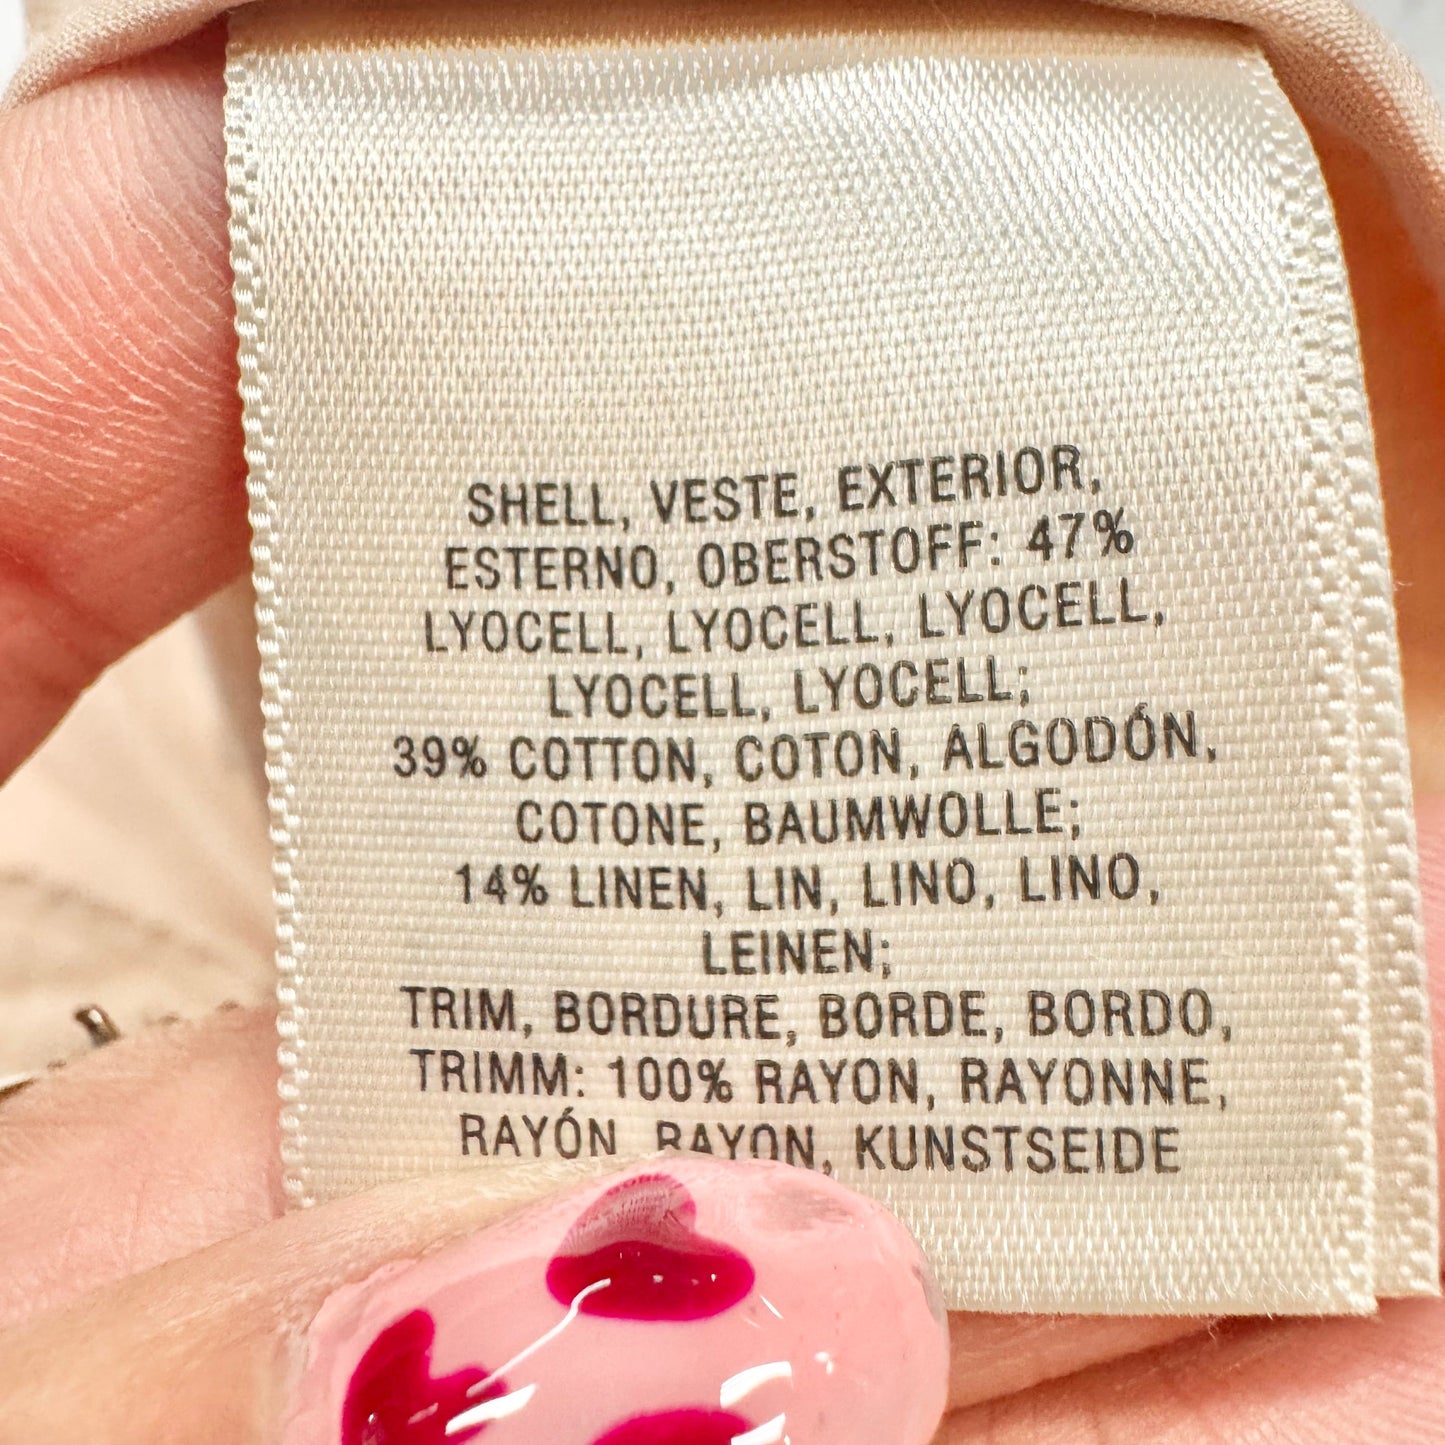 SHELL, VESTE, EXTERIOR,
ESTERNO, OBERSTOFF: 47%
LYOCELL, LYOCELL, LYOCELL,
LYOCELL, LYOCELL;
39% COTTON, COTON, ALGODÓN,
COTONE, BAUMWOLLE;
14% LINEN, LIN, LINO, LINO,
LEINEN;
TRIM, BORDURE, BORDE, BORDO,
TRIMM: 100% RAYON, RAYONNE,
RAYÓN RAYON, KUNSTSEIDE